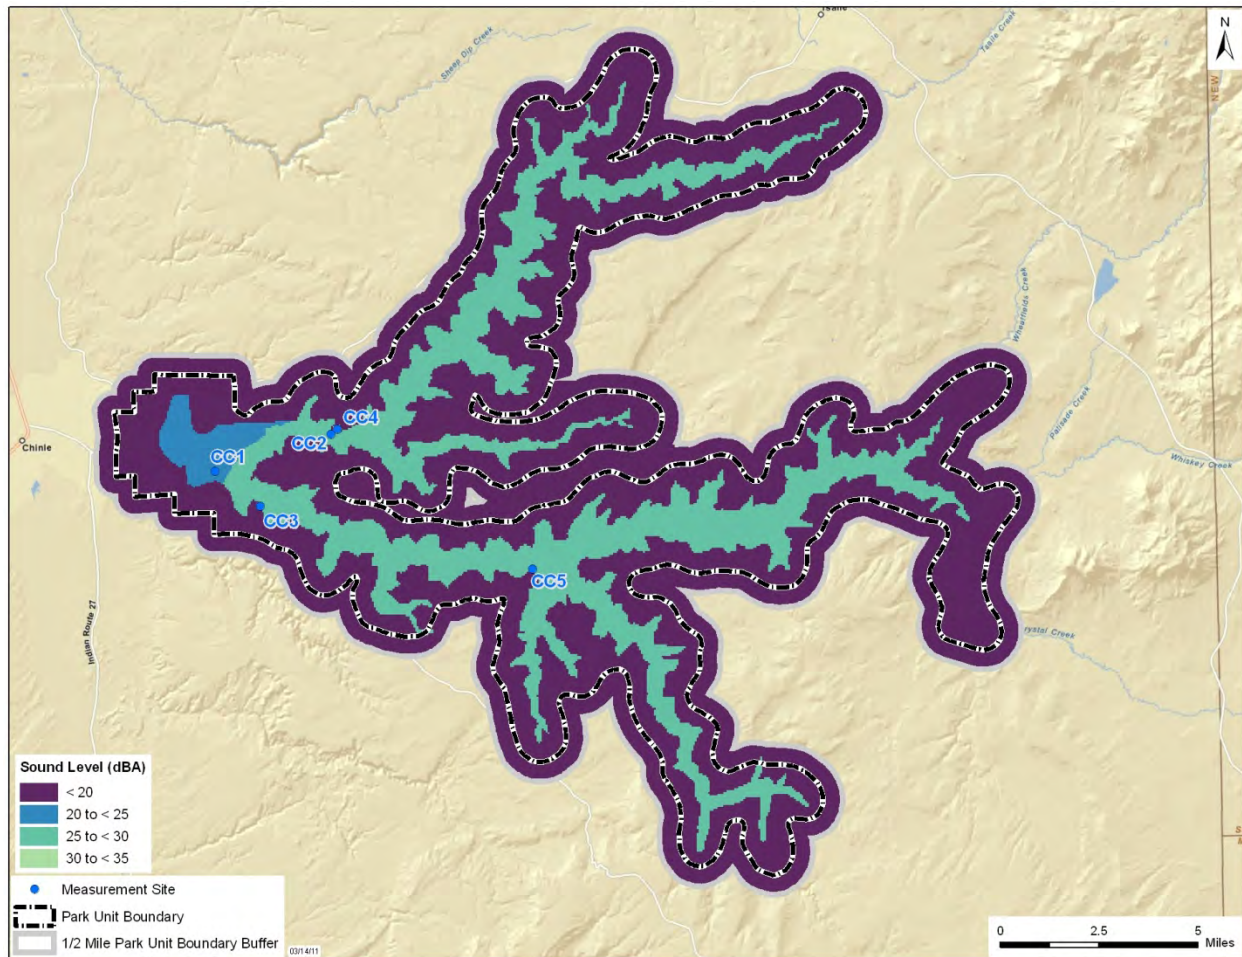 Tsaile
N
Sheep Dip Creek
Tsaile Creek
NEW
Wheatfields Creek
Palisade Creek
Whiskey Creek
Chinle
CC4
CC2
CC1
CC3
CC5
Indian Route 27
rystal Creek
Sound Level (dBA)
< 20
20 to < 25
25 to < 30
30 to < 35
Measurement Site
Park Unit Boundary
1/2 Mile Park Unit Boundary Buffer
03/14/11
0 2.5 5
Miles